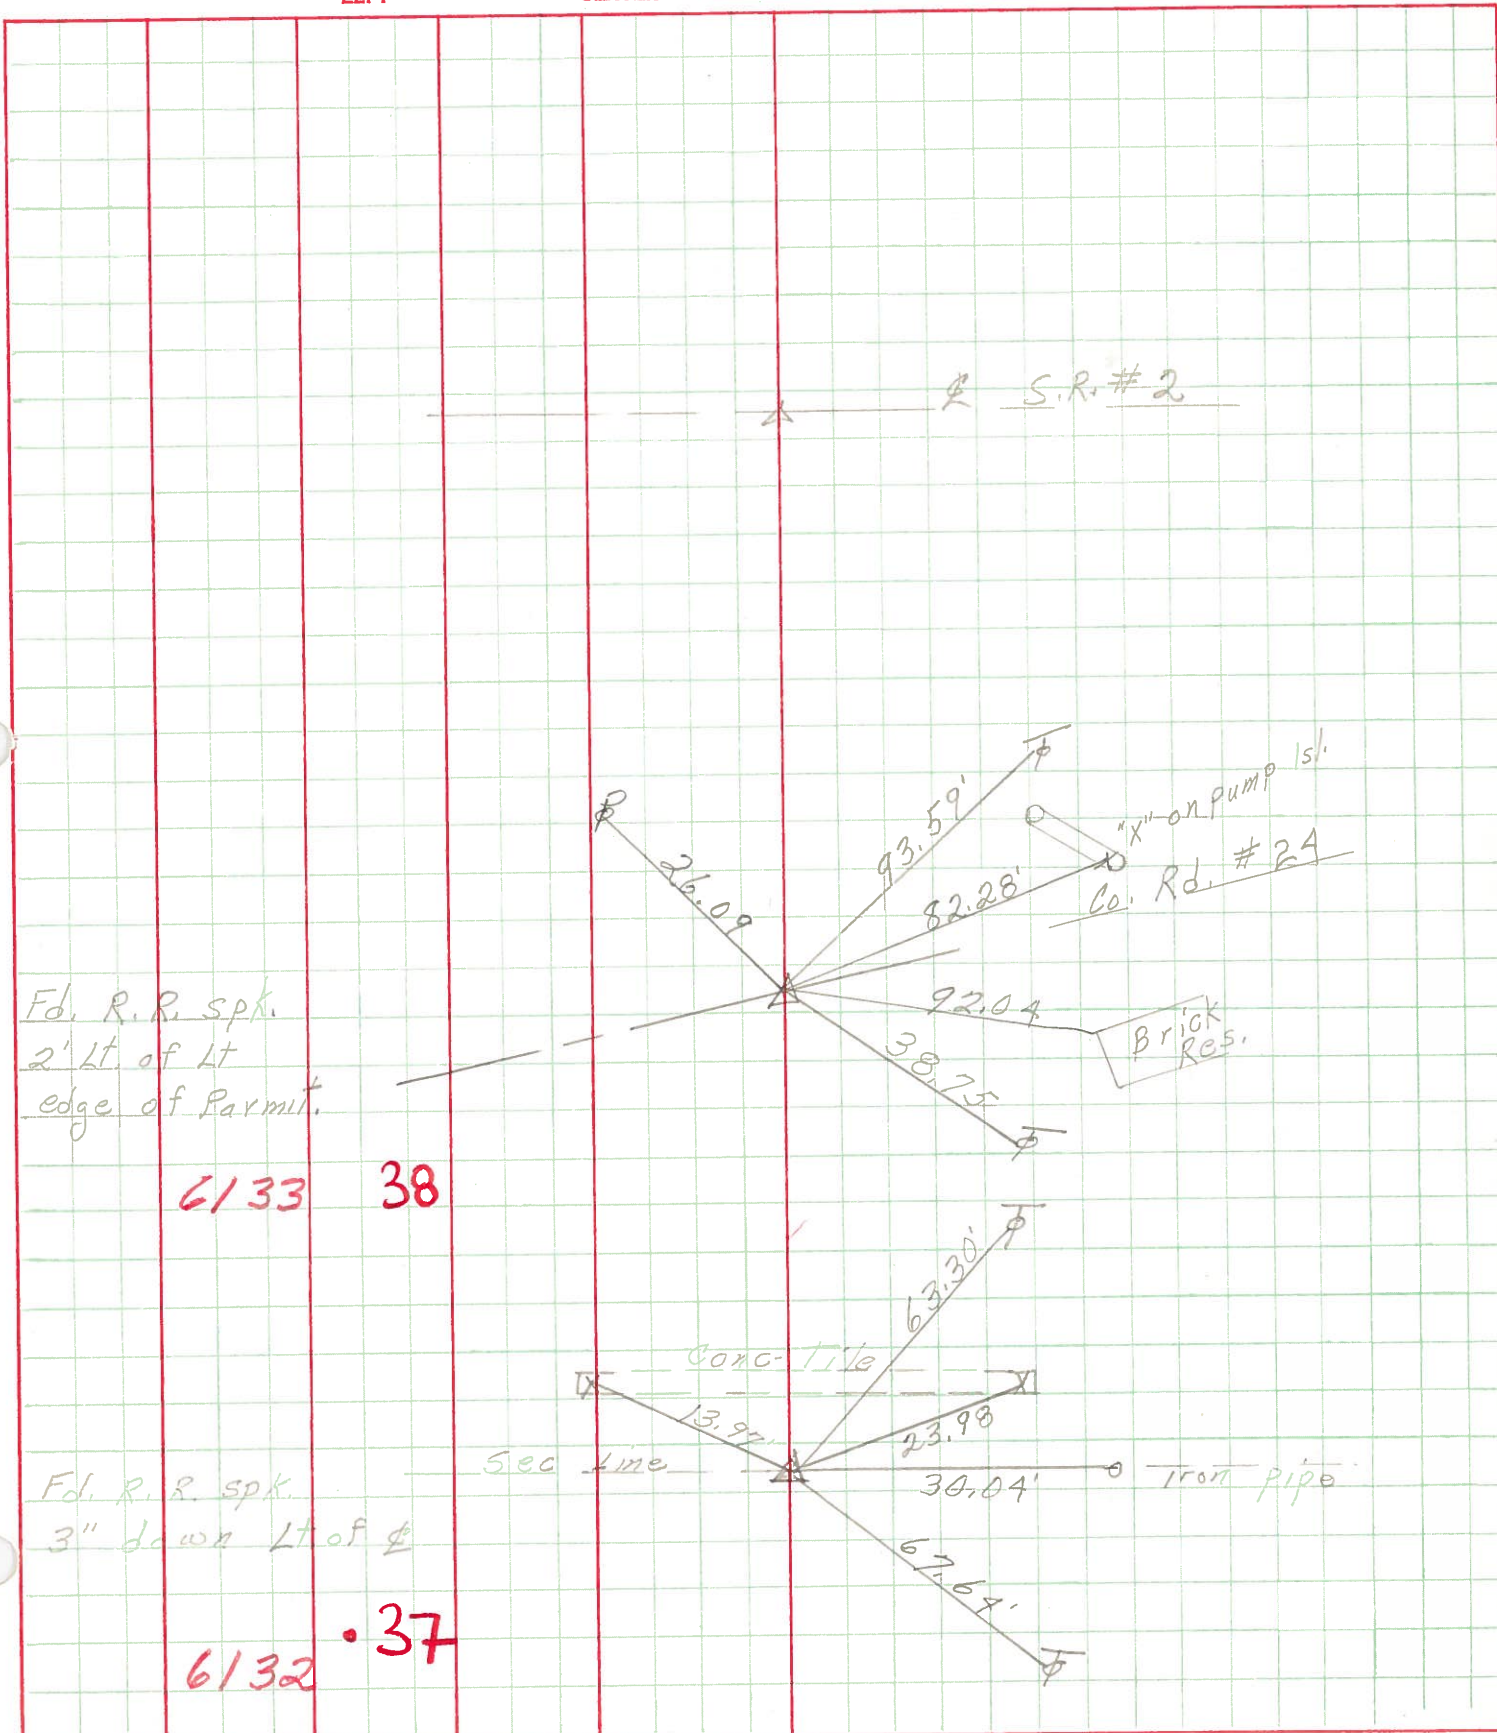 ℄ S.R. # 2
93.59'
"X" on pump isl.
26.09
82.28'
Co. Rd. # 24
Fd. R.R. spk.
2' Lt. of Lt
edge of Pavm't.
92.04
Brick
Res.
38.75
6133 38
63.30'
Conc. Tile
13.97
23.98
Sec Line
Iron pipe
30.04'
Fd. R.R. spk.
3" down Lt of ℄
67.64'
37
6132